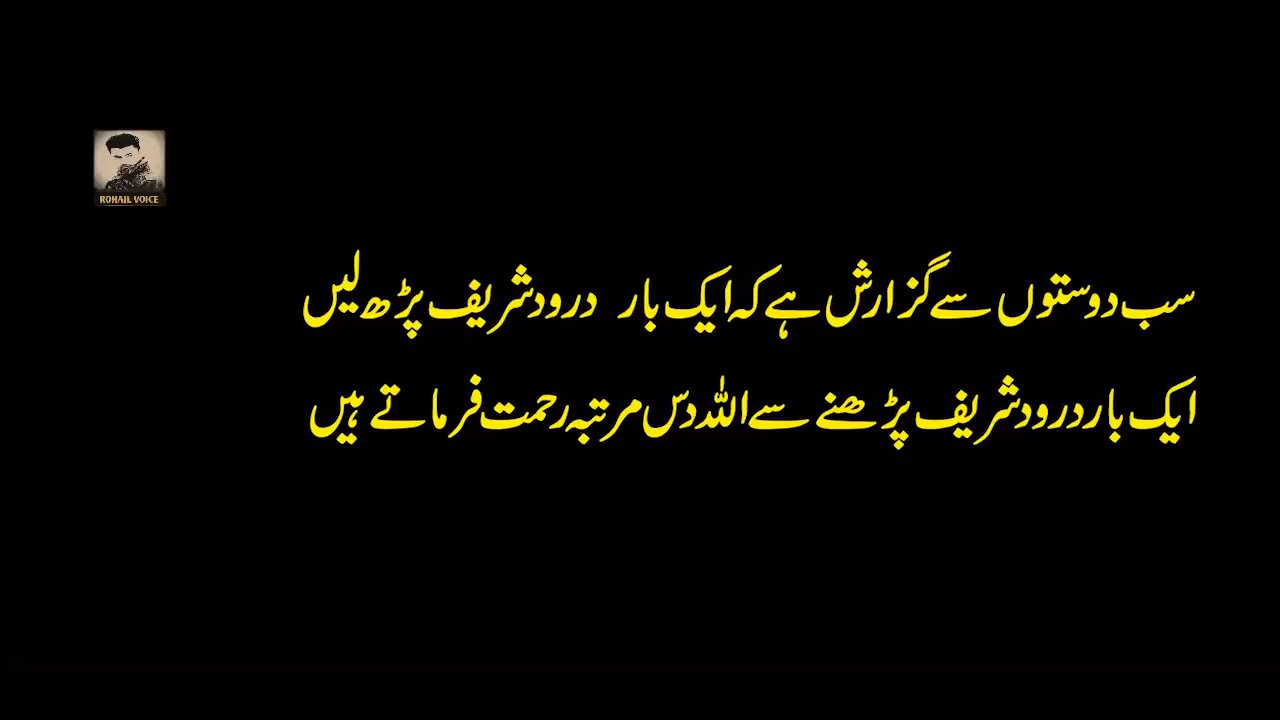 ROHAIL VOICE
سب دوستوں سے گزارش ہے کہ ایک بار درود شریف پڑھ لیں
ایک بار درود شریف پڑھنے سے اللہ دس مرتبہ رحمت فرماتے ہیں